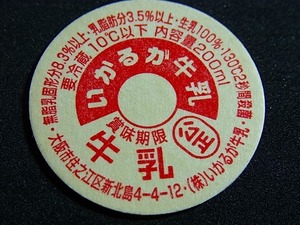 無脂乳固形分8.3%以上・乳脂肪分3.5%以上・生乳100%・130℃2秒間殺菌
要冷蔵10℃以下 内容量200ml
いかるが牛乳
賞味期限
公正
牛乳
大阪市住之江区新北島4-4-12・(株)いかるが牛乳